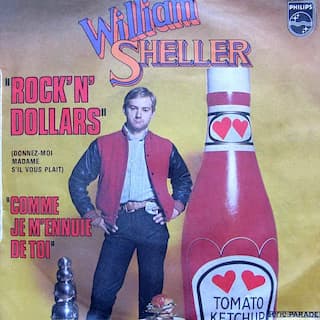 William
SHELLER
PHILIPS
"ROCK'N'
DOLLARS"
(DONNEZ-MOI
MADAME
S'IL VOUS PLAIT)
"COMME
JE M'ENNUIE
DE TOI"
TOMATO
KETCHUP
série PARADE